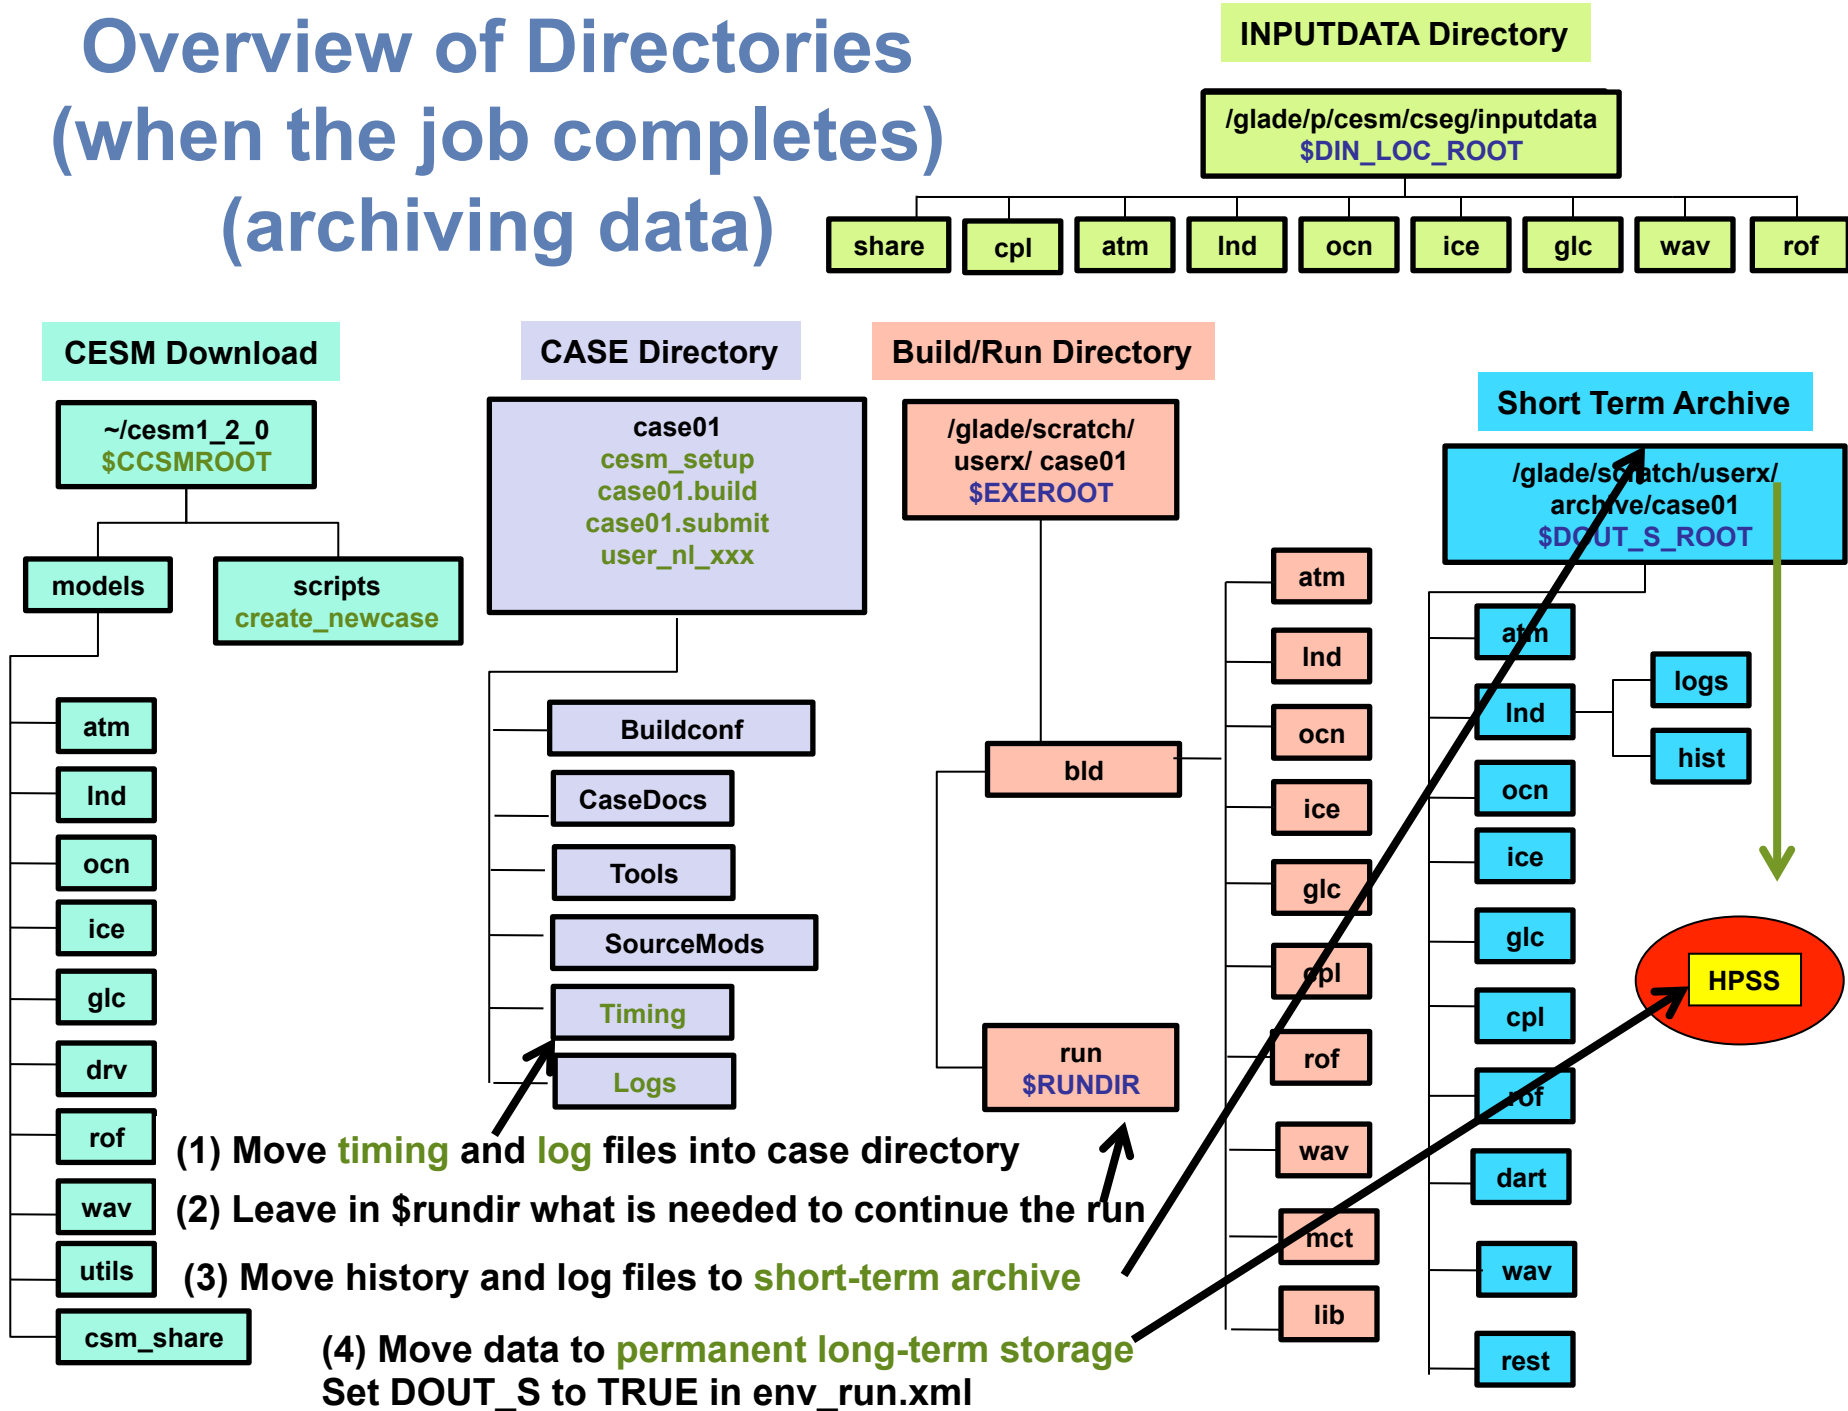 Overview of Directories
(when the job completes)
(archiving data)
INPUTDATA Directory
/glade/p/cesm/cseg/inputdata
$DIN_LOC_ROOT
share
cpl
atm
lnd
ocn
ice
glc
wav
rof
CESM Download
~/cesm1_2_0
$CCSMROOT
models
scripts
create_newcase
atm
lnd
ocn
ice
glc
drv
rof
wav
utils
csm_share
CASE Directory
case01
cesm_setup
case01.build
case01.submit
user_nl_xxx
Buildconf
CaseDocs
Tools
SourceMods
Timing
Logs
Build/Run Directory
/glade/scratch/
userx/ case01
$EXEROOT
bld
run
$RUNDIR
atm
lnd
ocn
ice
glc
cpl
rof
wav
mct
lib
Short Term Archive
/glade/scratch/userx/
archive/case01
$DOUT_S_ROOT
atm
lnd
logs
hist
ocn
ice
glc
cpl
rof
dart
wav
rest
HPSS
(1) Move timing and log files into case directory
(2) Leave in $rundir what is needed to continue the run
(3) Move history and log files to short-term archive
(4) Move data to permanent long-term storage
Set DOUT_S to TRUE in env_run.xml